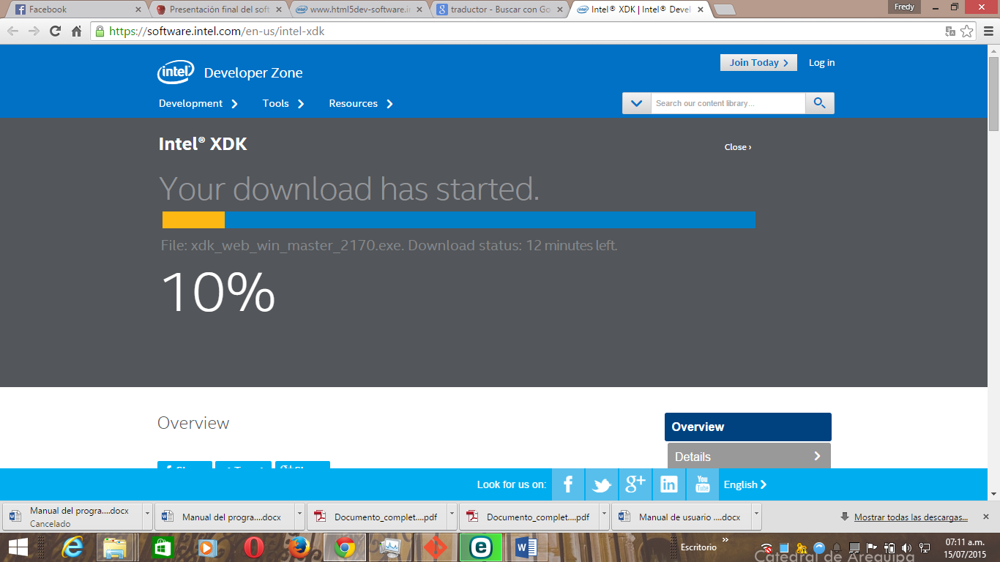 Facebook
Presentación final del soft
www.html5dev-software.in
traductor - Buscar con Go
Intel® XDK | Intel® Devel
Fredy
https://software.intel.com/en-us/intel-xdk
intel Developer Zone
Join Today
Log in
Development
Tools
Resources
Search our content library...
Intel® XDK
Close ›
Your download has started.
File: xdk_web_win_master_2170.exe. Download status: 12 minutes left.
10%
Overview
Overview
Details
Look for us on:
You Tube
English
Manual del progra....docx
Cancelado
Manual del progra....docx
Documento_complet....pdf
Documento_complet....pdf
Manual de usuario ....docx
Mostrar todas las descargas...
Escritorio
07:11 a.m.
15/07/2015
Catedral de Arequipa